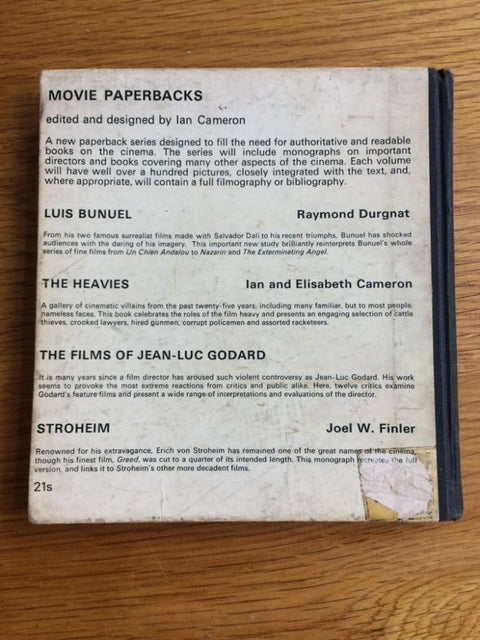 MOVIE PAPERBACKS
edited and designed by Ian Cameron
A new paperback series designed to fill the need for authoritative and readable
books on the cinema. The series will include monographs on important
directors and books covering many other aspects of the cinema. Each volume
will have well over a hundred pictures, closely integrated with the text, and,
where appropriate, will contain a full filmography or bibliography.
LUIS BUNUEL Raymond Durgnat
From his two famous surrealist films made with Salvador Dali to his recent triumphs, Bunuel has shocked
audiences with the daring of his imagery. This important new study brilliantly reinterprets Bunuel's whole
series of fine films from Un Chien Andalou to Nazarin and The Exterminating Angel.
THE HEAVIES Ian and Elisabeth Cameron
A gallery of cinematic villains from the past twenty-five years, including many familiar, but to most people,
nameless faces. This book celebrates the roles of the film heavy and presents an engaging selection of cattle
thieves, crooked lawyers, hired gunmen, corrupt policemen and assorted racketeers.
THE FILMS OF JEAN-LUC GODARD
It is many years since a film director has aroused such violent controversy as Jean-Luc Godard. His work
seems to provoke the most extreme reactions from critics and public alike. Here, twelve critics examine
Godard's feature films and present a wide range of interpretations and evaluations of the director.
STROHEIM Joel W. Finler
Renowned for his extravagance, Erich von Stroheim has remained one of the great names of the cinema,
though his finest film, Greed, was cut to a quarter of its intended length. This monograph recreates the full
version, and links it to Stroheim's other more decadent films.
21s